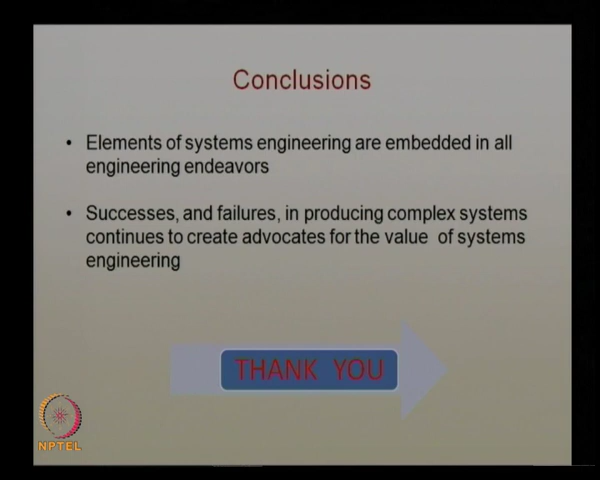 Conclusions
• Elements of systems engineering are embedded in all
engineering endeavors
• Successes, and failures, in producing complex systems
continues to create advocates for the value of systems
engineering
THANK YOU
NPTEL